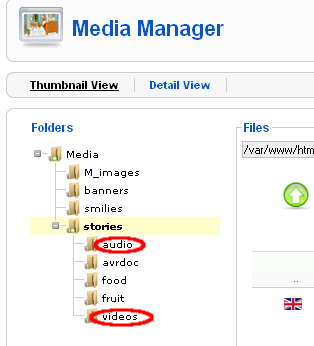 Media Manager
Thumbnail View Detail View
Folders
Files
Media
/var/www/htm
M_images
banners
smilies
stories
audio
avrdoc
food
fruit
videos
..